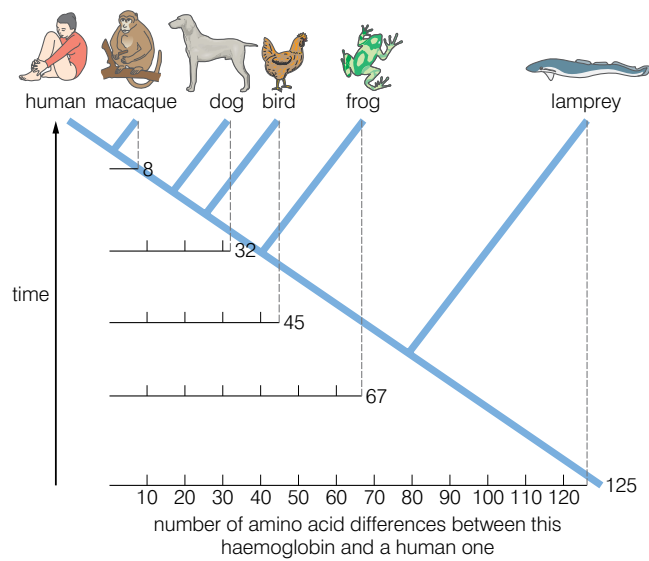 human macaque dog bird frog lamprey
8
32
time
45
67
125
10 20 30 40 50 60 70 80 90 100 110 120
number of amino acid differences between this
haemoglobin and a human one